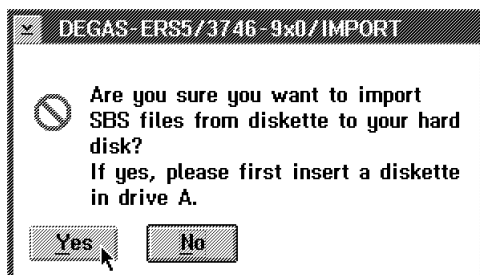 DEGAS-ERS5/3746-9x0/IMPORT
Are you sure you want to import
SBS files from diskette to your hard
disk?
If yes, please first insert a diskette
in drive A.
Yes No